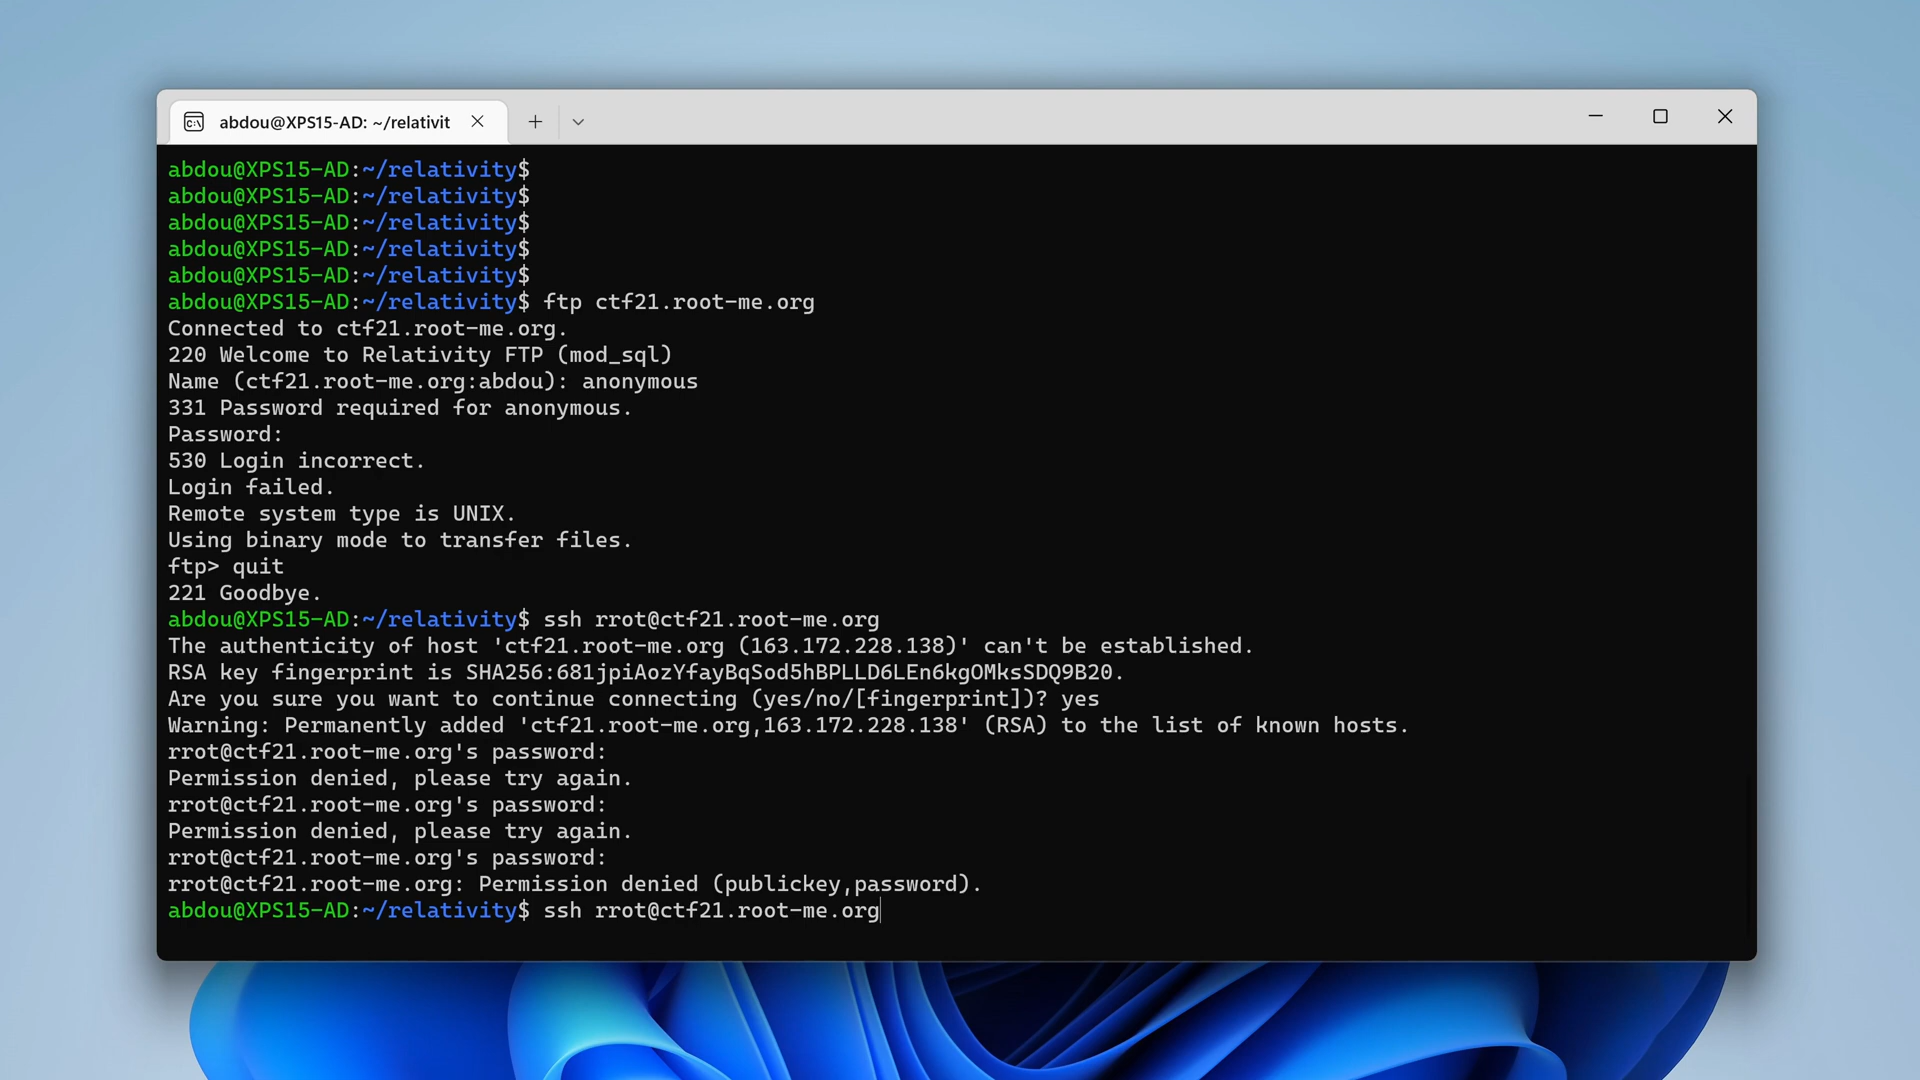 abdou@XPS15-AD: ~/relativit
abdou@XPS15-AD:~/relativity$
abdou@XPS15-AD:~/relativity$
abdou@XPS15-AD:~/relativity$
abdou@XPS15-AD:~/relativity$
abdou@XPS15-AD:~/relativity$
abdou@XPS15-AD:~/relativity$ ftp ctf21.root-me.org
Connected to ctf21.root-me.org.
220 Welcome to Relativity FTP (mod_sql)
Name (ctf21.root-me.org:abdou): anonymous
331 Password required for anonymous.
Password:
530 Login incorrect.
Login failed.
Remote system type is UNIX.
Using binary mode to transfer files.
ftp> quit
221 Goodbye.
abdou@XPS15-AD:~/relativity$ ssh rrot@ctf21.root-me.org
The authenticity of host 'ctf21.root-me.org (163.172.228.138)' can't be established.
RSA key fingerprint is SHA256:681jpiAozYfayBqSod5hBPLLD6LEn6kgOMksSDQ9B20.
Are you sure you want to continue connecting (yes/no/[fingerprint])? yes
Warning: Permanently added 'ctf21.root-me.org,163.172.228.138' (RSA) to the list of known hosts.
rrot@ctf21.root-me.org's password:
Permission denied, please try again.
rrot@ctf21.root-me.org's password:
Permission denied, please try again.
rrot@ctf21.root-me.org's password:
rrot@ctf21.root-me.org: Permission denied (publickey,password).
abdou@XPS15-AD:~/relativity$ ssh rrot@ctf21.root-me.org